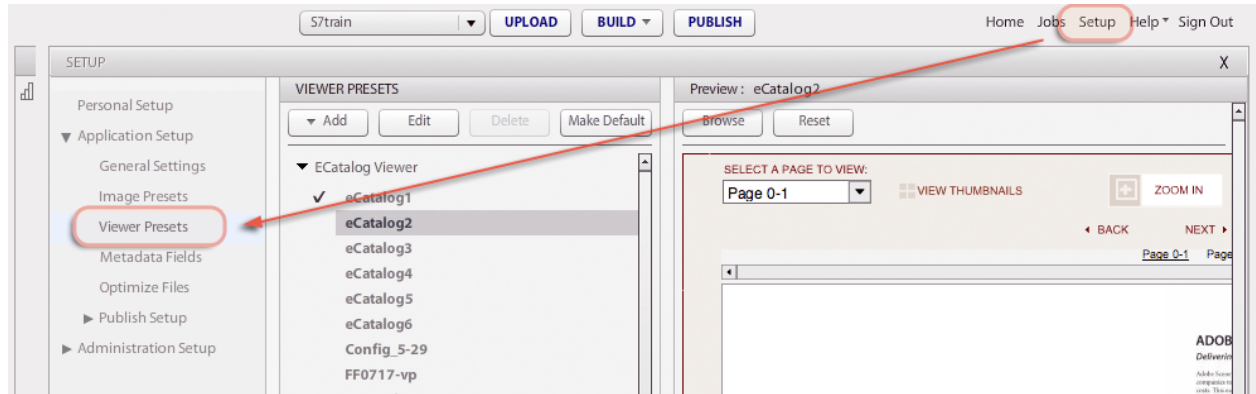 S7train UPLOAD BUILD PUBLISH Home Jobs Setup Help Sign Out
SETUP X
Personal Setup
Application Setup
General Settings
Image Presets
Viewer Presets
Metadata Fields
Optimize Files
Publish Setup
Administration Setup
VIEWER PRESETS
Add Edit Delete Make Default
ECatalog Viewer
eCatalog1
eCatalog2
eCatalog3
eCatalog4
eCatalog5
eCatalog6
Config_5-29
FF0717-vp
Preview : eCatalog2
Browse Reset
SELECT A PAGE TO VIEW:
Page 0-1 VIEW THUMBNAILS ZOOM IN
BACK NEXT
Page 0-1 Page
ADOB
Deliverin